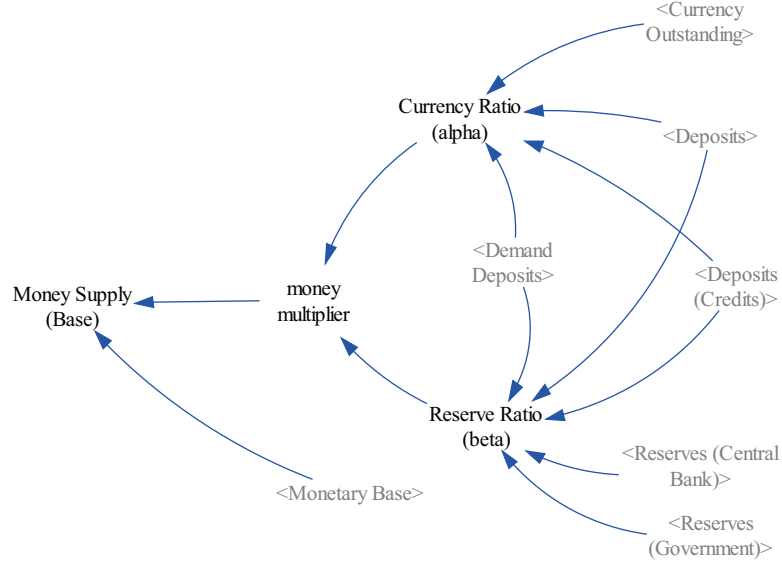 <Currency
Outstanding>
Currency Ratio
(alpha)
<Deposits>
<Demand
Deposits>
<Deposits
(Credits)>
Money Supply
(Base)
money
multiplier
Reserve Ratio
(beta)
<Reserves (Central
Bank)>
<Monetary Base>
<Reserves
(Government)>